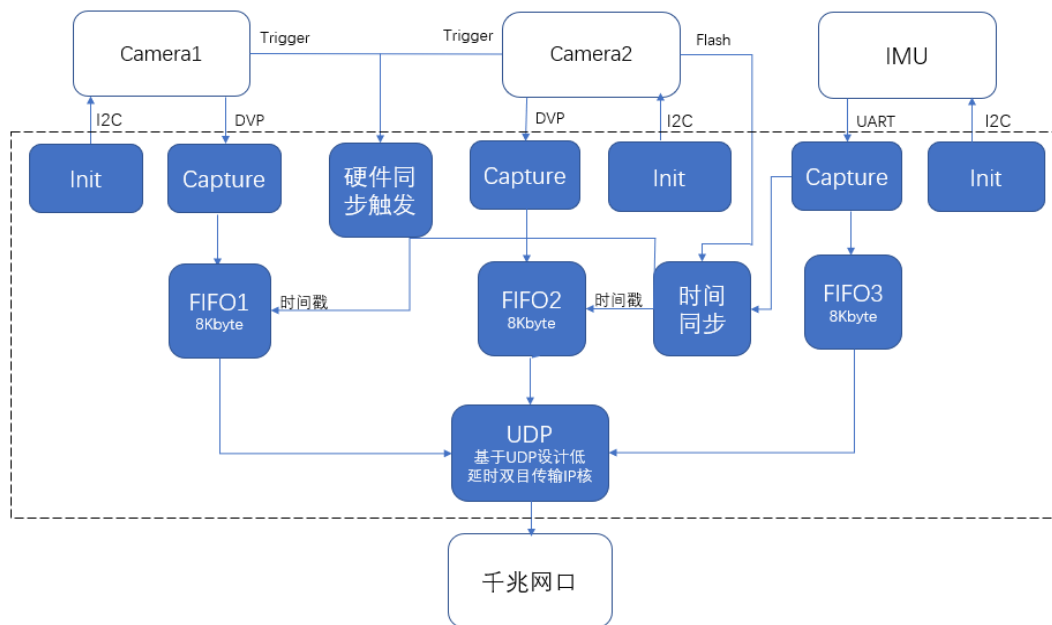 Camera1
Trigger
Trigger
Camera2
Flash
IMU
I2C
DVP
DVP
I2C
UART
I2C
Init
Capture
硬件同
步触发
Capture
Init
Capture
Init
FIFO1
8Kbyte
时间戳
FIFO2
8Kbyte
时间戳
时间
同步
FIFO3
8Kbyte
UDP
基于UDP设计低
延时双目传输IP核
千兆网口